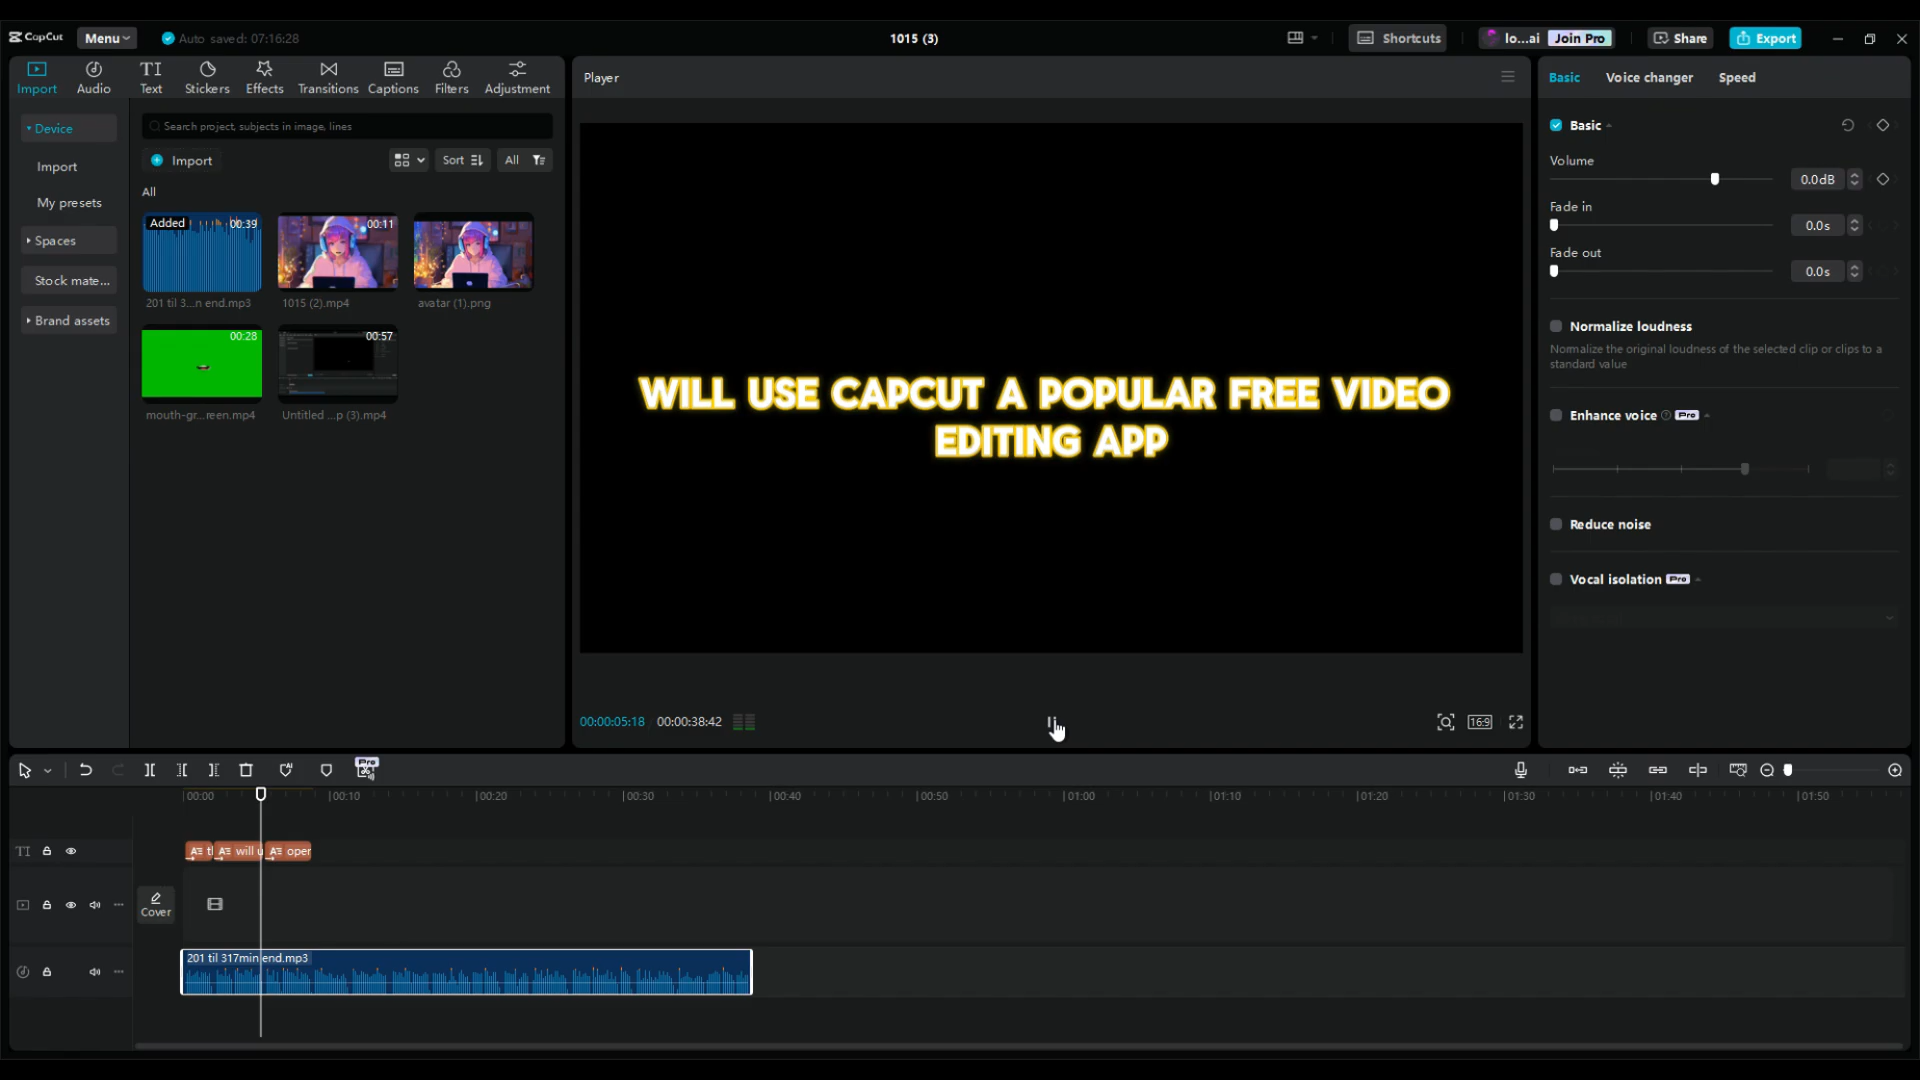 CapCut
Menu
Auto saved: 07:16:28
1015 (3)
Shortcuts
lo...ai
Join Pro
Share
Export
Import
Audio
TI
Text
Stickers
Effects
Transitions
Captions
Filters
Adjustment
Device
Import
My presets
Spaces
Stock mate...
Brand assets
Search project, subjects in image, lines
Import
Sort
All
All
Added
00:39
201 til 3...n end.mp3
00:11
1015 (2).mp4
avatar (1).png
00:28
mouth-gr...reen.mp4
00:57
Untitled ...p (3).mp4
Player
WILL USE CAPCUT A POPULAR FREE VIDEO
EDITING APP
00:00:05:18
00:00:38:42
16:9
Basic
Voice changer
Speed
Basic
Volume
0.0dB
Fade in
0.0s
Fade out
0.0s
Normalize loudness
Normalize the original loudness of the selected clip or clips to a
standard value
Enhance voice
Pro
Reduce noise
Vocal isolation
Pro
Pro
00:00
00:10
00:20
00:30
00:40
00:50
01:00
01:10
01:20
01:30
01:40
01:50
TI
will u
oper
Cover
201 til 317min end.mp3